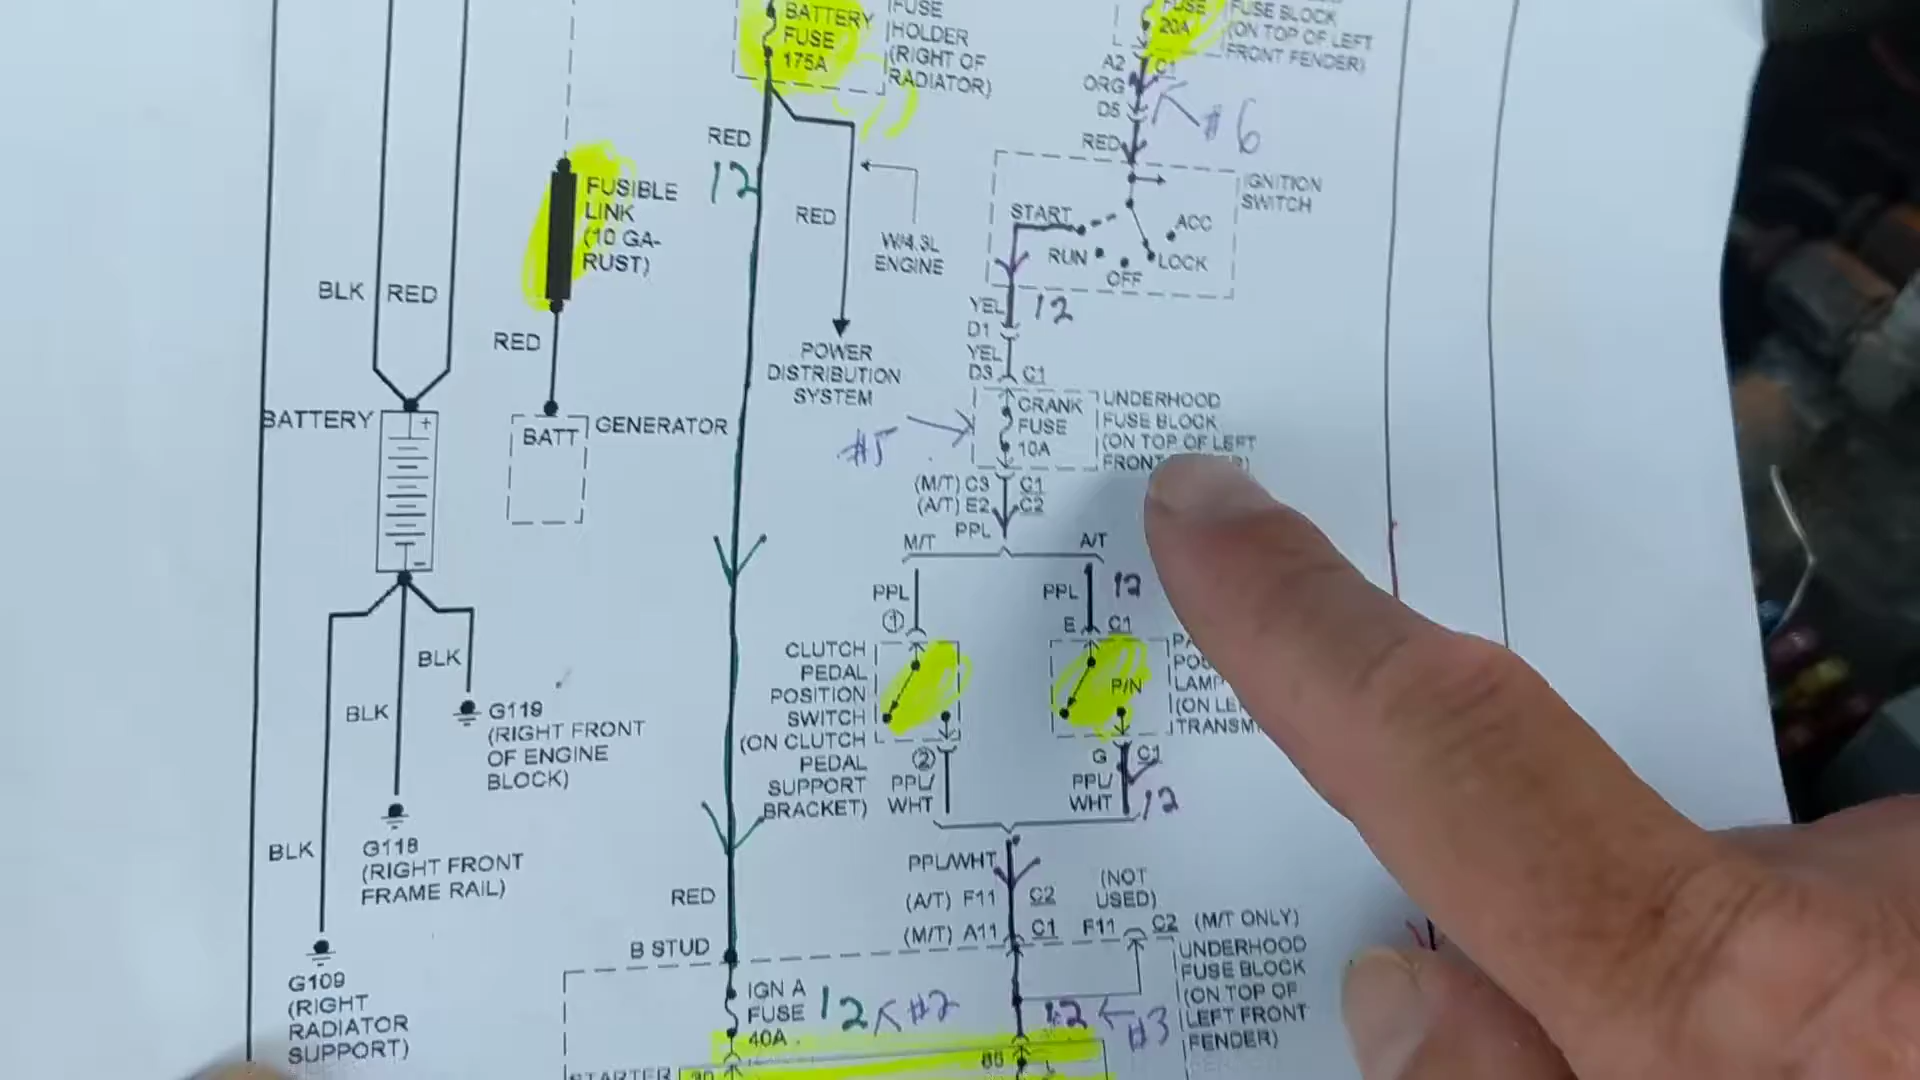 BATTERY
FUSE
175A
FUSE
HOLDER
(RIGHT OF
RADIATOR)
FUSE
20A
FUSE BLOCK
(ON TOP OF LEFT
FRONT FENDER)
A2
C1
ORG
D5
#6
RED
RED
12
FUSIBLE
LINK
(10 GA-
RUST)
RED
W/4.3L
ENGINE
IGNITION
SWITCH
START
ACC
RUN
OFF
LOCK
BLK
RED
RED
YEL
12
D1
YEL
D3
C1
POWER
DISTRIBUTION
SYSTEM
BATTERY
+
-
BATT
GENERATOR
#5
CRANK
FUSE
10A
UNDERHOOD
FUSE BLOCK
(ON TOP OF LEFT
FRONT
(M/T) C3
C1
(A/T) E2
C2
PPL
M/T
A/T
PPL
PPL
12
1
E
C1
CLUTCH
PEDAL
POSITION
SWITCH
(ON CLUTCH
PEDAL
SUPPORT
BRACKET)
P/N
2
PPL/
WHT
G
C1
PPL/
WHT
12
BLK
BLK
BLK
G119
(RIGHT FRONT
OF ENGINE
BLOCK)
G118
(RIGHT FRONT
FRAME RAIL)
G109
(RIGHT
RADIATOR
SUPPORT)
RED
B STUD
PPL/WHT
(A/T) F11
C2
(M/T) A11
C1
(NOT
USED)
F11
C2
(M/T ONLY)
UNDERHOOD
FUSE BLOCK
(ON TOP OF
LEFT FRONT
FENDER)
IGN A
FUSE
40A
12
#2
12
#3
STARTER
30
86